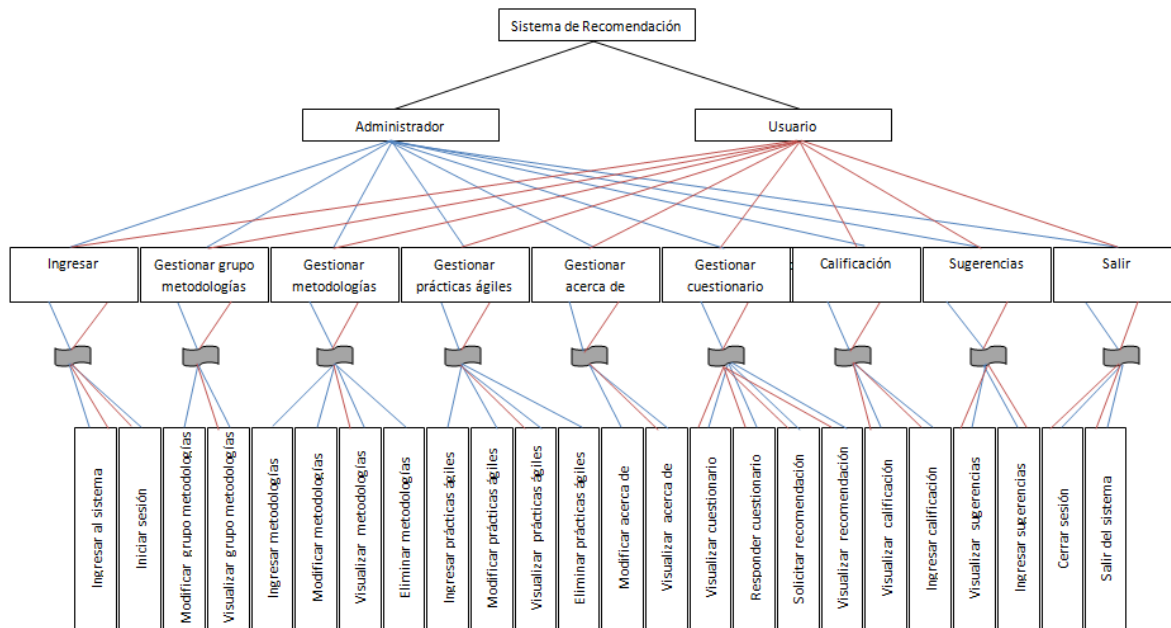 Sistema de Recomendación
Administrador
Usuario
Ingresar
Gestionar grupo
metodologías
Gestionar
metodologías
Gestionar
prácticas ágiles
Gestionar
acerca de
Gestionar
cuestionario
Calificación
Sugerencias
Salir
Ingresar al sistema
Iniciar sesión
Modificar grupo metodologías
Visualizar grupo metodologías
Ingresar metodologías
Modificar metodologías
Visualizar metodologías
Eliminar metodologías
Ingresar prácticas ágiles
Modificar prácticas ágiles
Visualizar prácticas ágiles
Eliminar prácticas ágiles
Modificar acerca de
Visualizar acerca de
Visualizar cuestionario
Responder cuestionario
Solicitar recomendación
Visualizar recomendación
Visualizar calificación
Ingresar calificación
Visualizar sugerencias
Ingresar sugerencias
Cerrar sesión
Salir del sistema